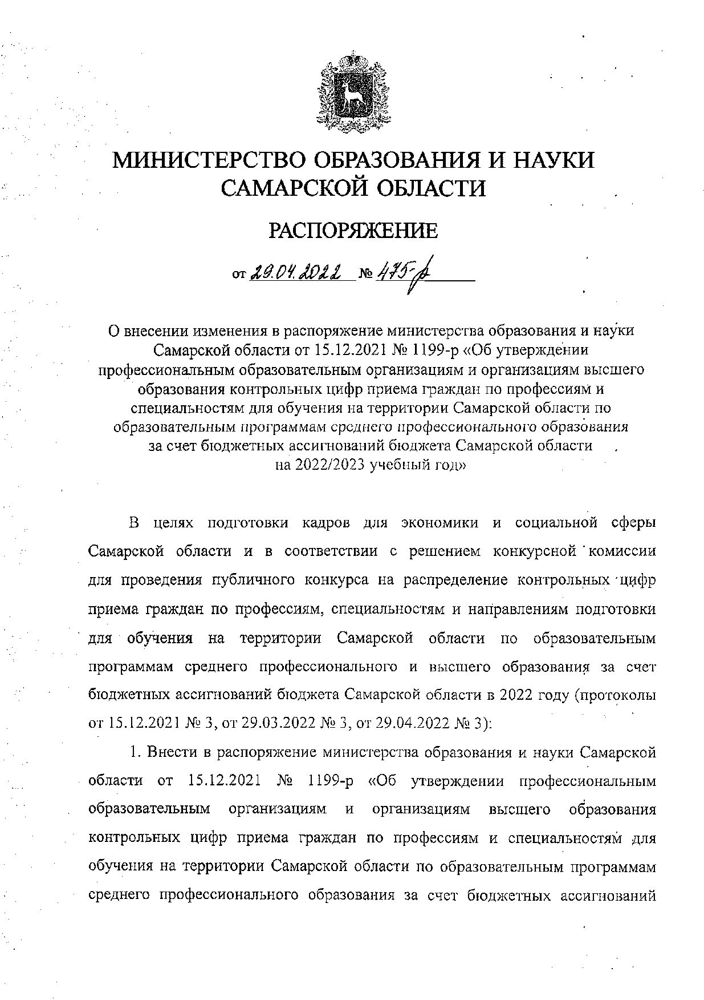 МИНИСТЕРСТВО ОБРАЗОВАНИЯ И НАУКИ
САМАРСКОЙ ОБЛАСТИ
РАСПОРЯЖЕНИЕ
от 29.04.2022 № 475-р
О внесении изменения в распоряжение министерства образования и науки
Самарской области от 15.12.2021 № 1199-р «Об утверждении
профессиональным образовательным организациям и организациям высшего
образования контрольных цифр приема граждан по профессиям и
специальностям для обучения на территории Самарской области по
образовательным программам среднего профессионального образования
за счет бюджетных ассигнований бюджета Самарской области
на 2022/2023 учебный год»
В целях подготовки кадров для экономики и социальной сферы
Самарской области и в соответствии с решением конкурсной комиссии
для проведения публичного конкурса на распределение контрольных цифр
приема граждан по профессиям, специальностям и направлениям подготовки
для обучения на территории Самарской области по образовательным
программам среднего профессионального и высшего образования за счет
бюджетных ассигнований бюджета Самарской области в 2022 году (протоколы
от 15.12.2021 № 3, от 29.03.2022 № 3, от 29.04.2022 № 3):
1. Внести в распоряжение министерства образования и науки Самарской
области от 15.12.2021 № 1199-р «Об утверждении профессиональным
образовательным организациям и организациям высшего образования
контрольных цифр приема граждан по профессиям и специальностям для
обучения на территории Самарской области по образовательным программам
среднего профессионального образования за счет бюджетных ассигнований